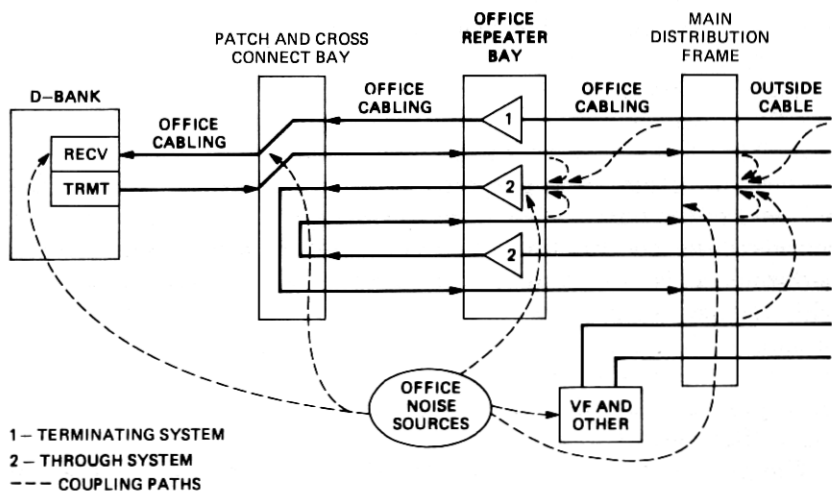 PATCH AND CROSS
CONNECT BAY
OFFICE
REPEATER
BAY
MAIN
DISTRIBUTION
FRAME
D–BANK
OFFICE
CABLING
OFFICE
CABLING
OFFICE
CABLING
OUTSIDE
CABLE
RECV
TRMT
1
2
2
OFFICE
NOISE
SOURCES
VF AND
OTHER
1 – TERMINATING SYSTEM
2 – THROUGH SYSTEM
––– COUPLING PATHS